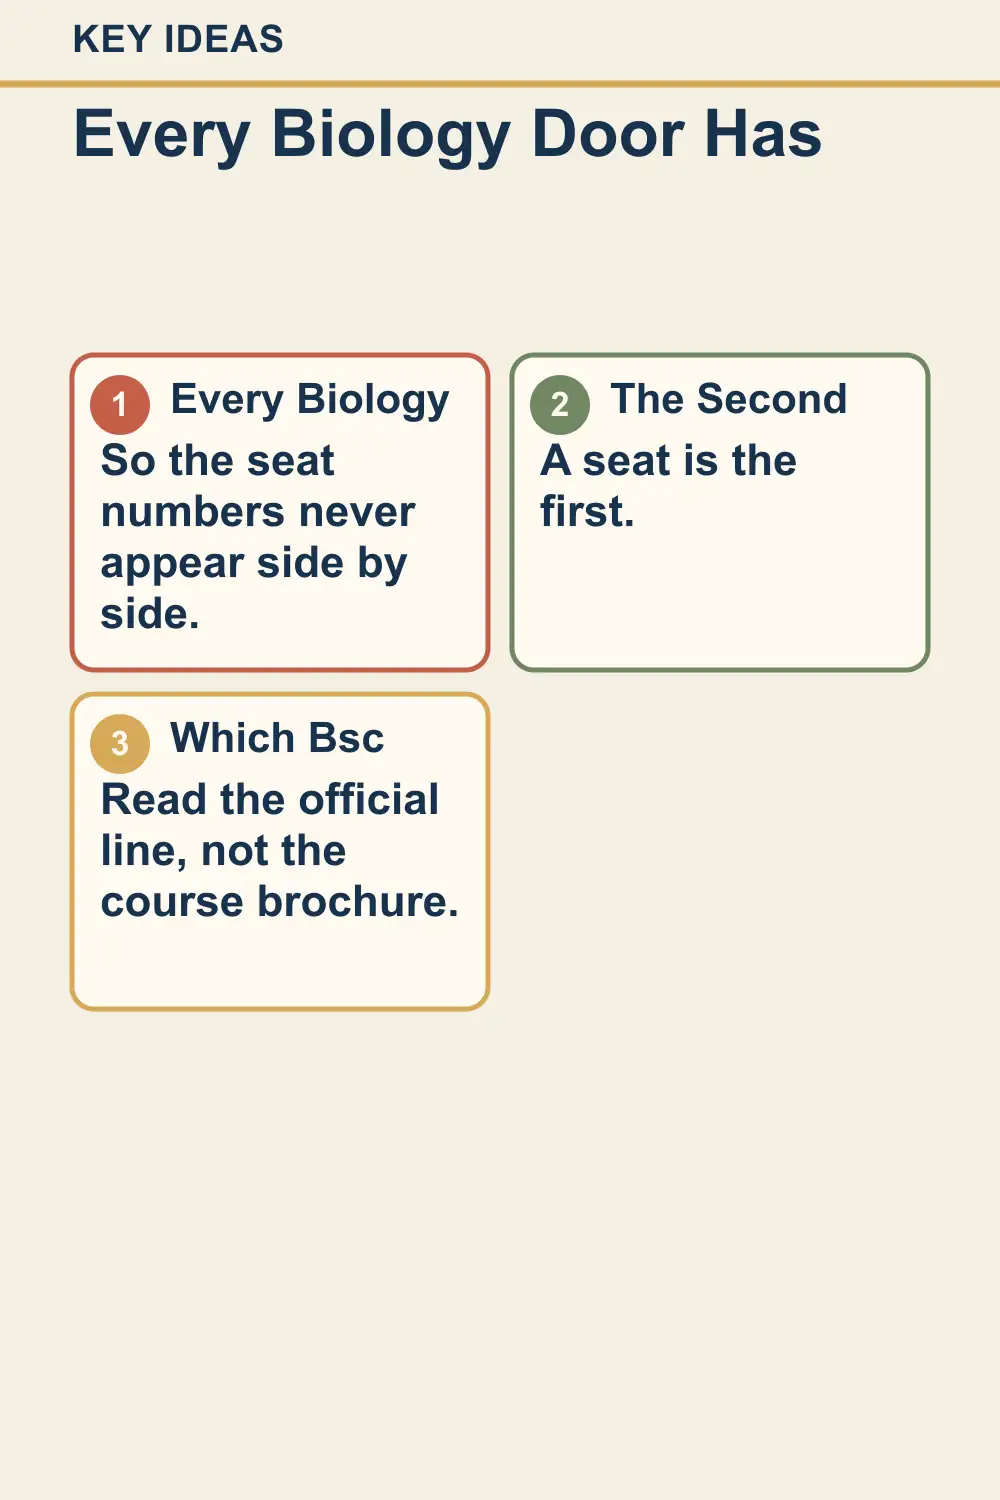 KEY IDEAS
Every Biology Door Has
1 Every Biology
So the seat
numbers never
appear side by
side.
2 The Second
A seat is the
first.
3 Which Bsc
Read the official
line, not the
course brochure.